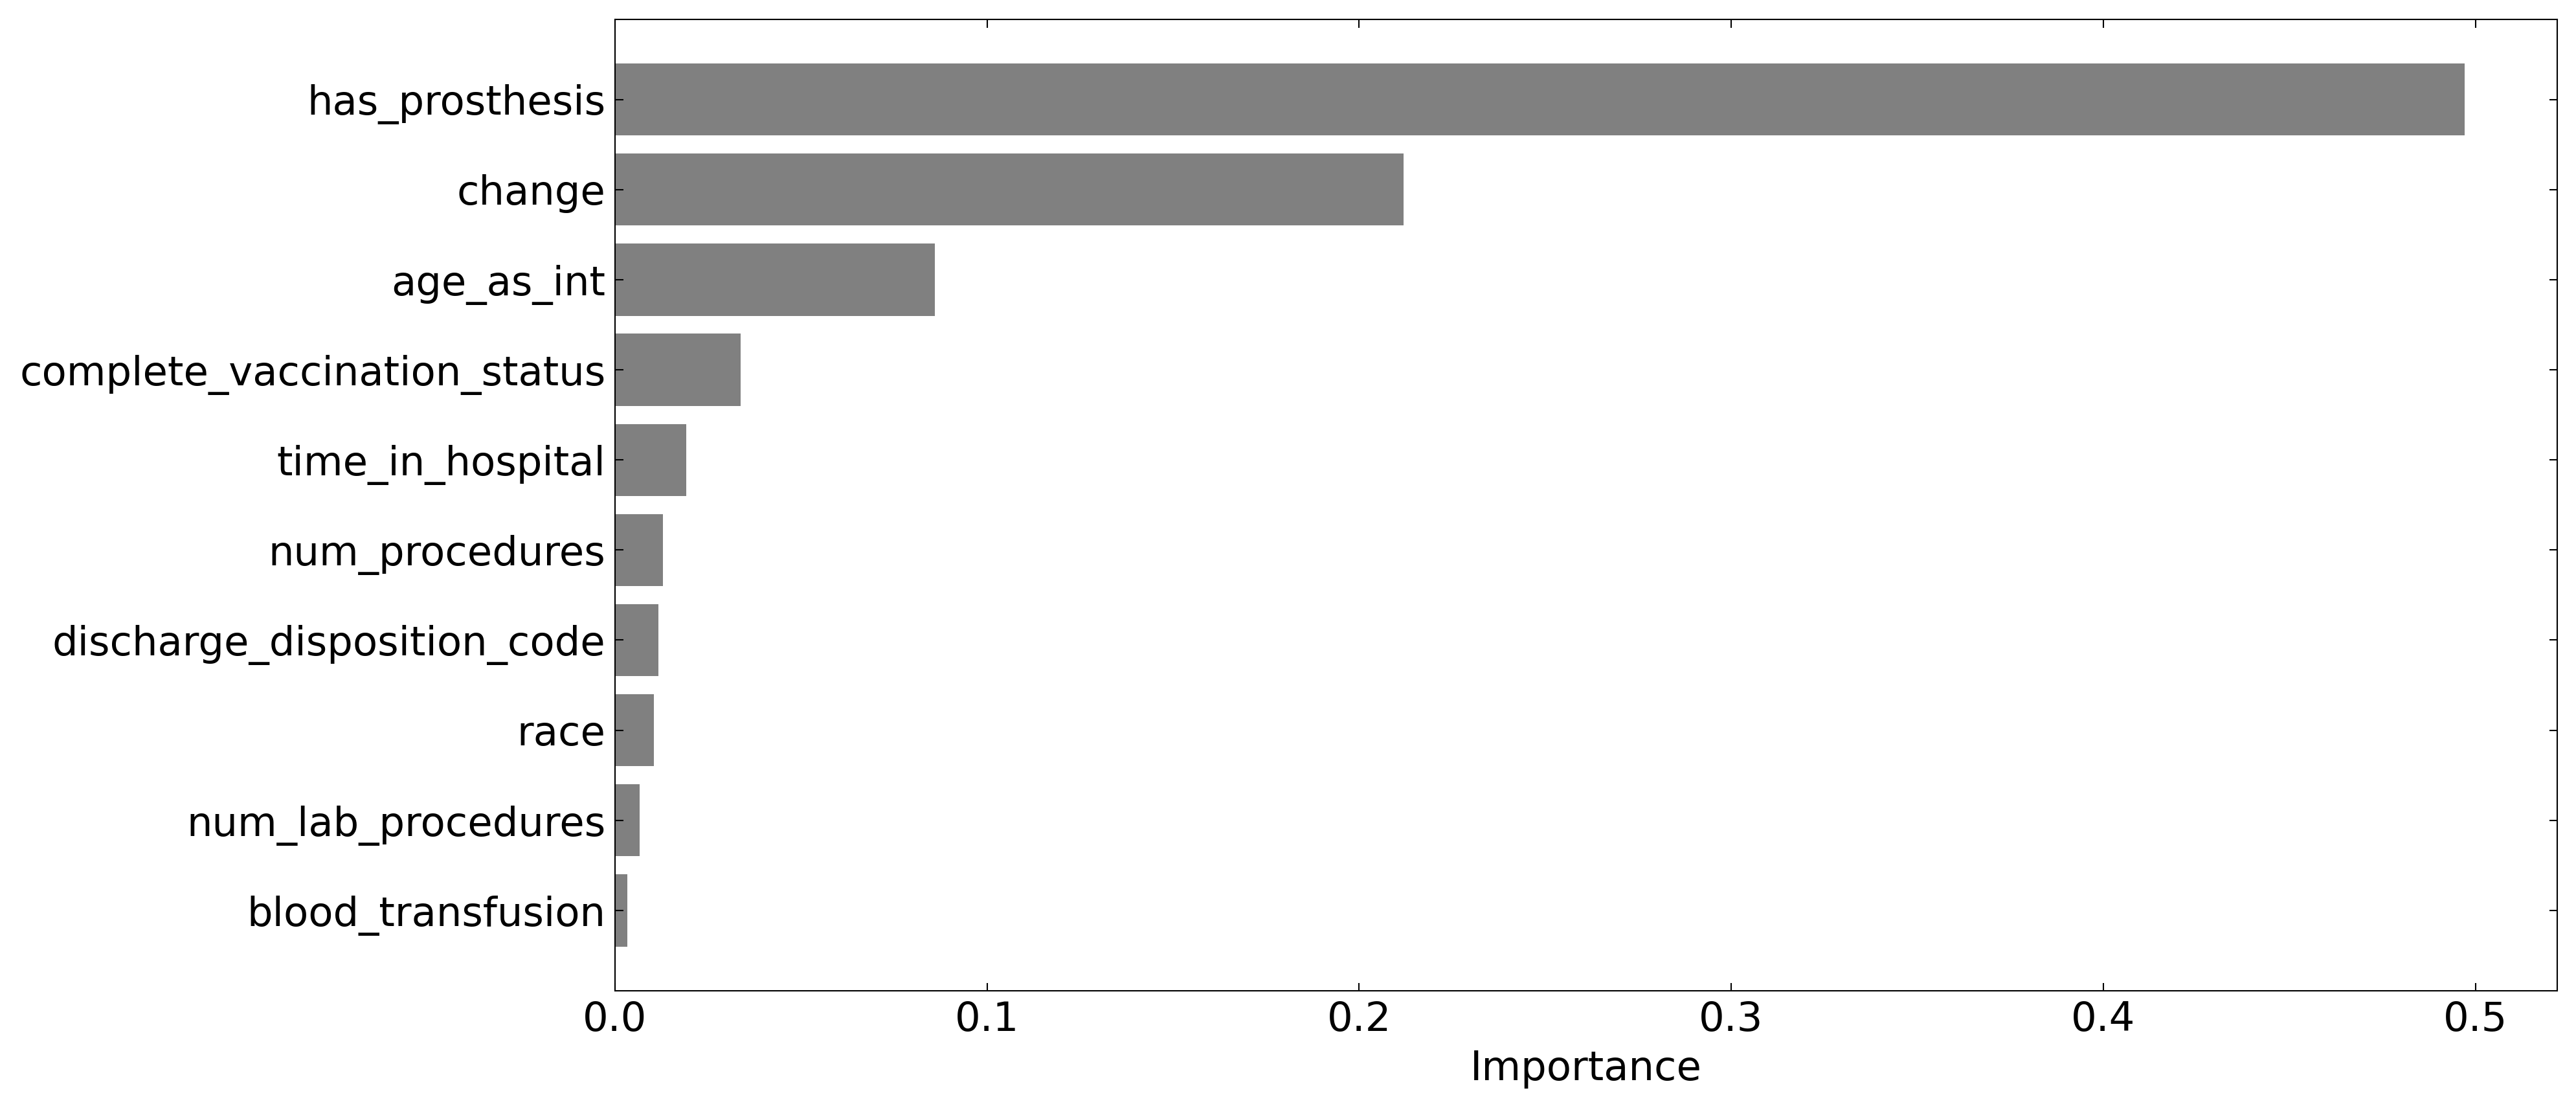 has_prosthesis
change
age_as_int
complete_vaccination_status
time_in_hospital
num_procedures
discharge_disposition_code
race
num_lab_procedures
blood_transfusion
0.0 0.1 0.2 0.3 0.4 0.5
Importance